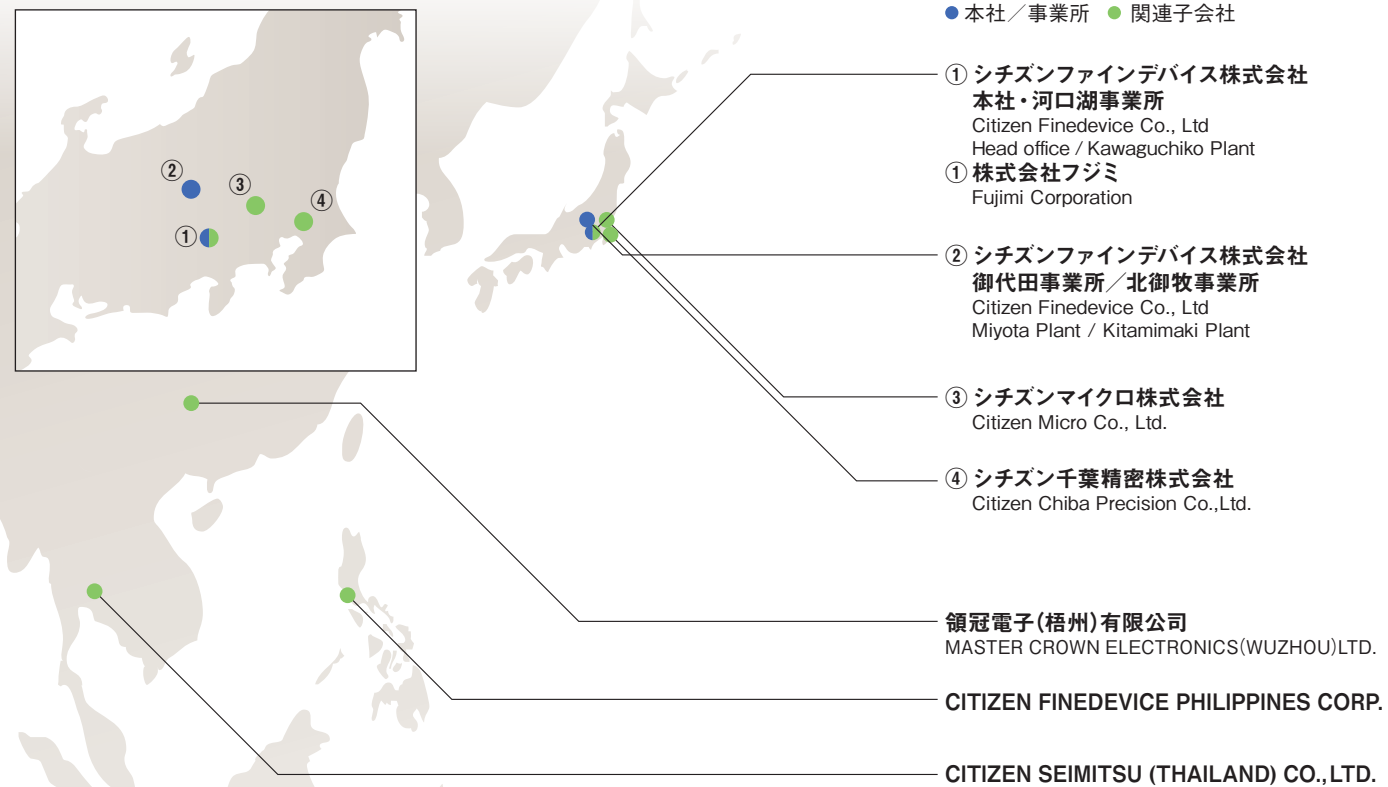 ● 本社／事業所 ● 関連子会社
① シチズンファインデバイス株式会社
本社・河口湖事業所
Citizen Finedevice Co., Ltd
Head office / Kawaguchiko Plant
① 株式会社フジミ
Fujimi Corporation
② シチズンファインデバイス株式会社
御代田事業所／北御牧事業所
Citizen Finedevice Co., Ltd
Miyota Plant / Kitamimaki Plant
③ シチズンマイクロ株式会社
Citizen Micro Co., Ltd.
④ シチズン千葉精密株式会社
Citizen Chiba Precision Co.,Ltd.
領冠電子(梧州)有限公司
MASTER CROWN ELECTRONICS(WUZHOU)LTD.
CITIZEN FINEDEVICE PHILIPPINES CORP.
CITIZEN SEIMITSU (THAILAND) CO.,LTD.
②
③
④
①